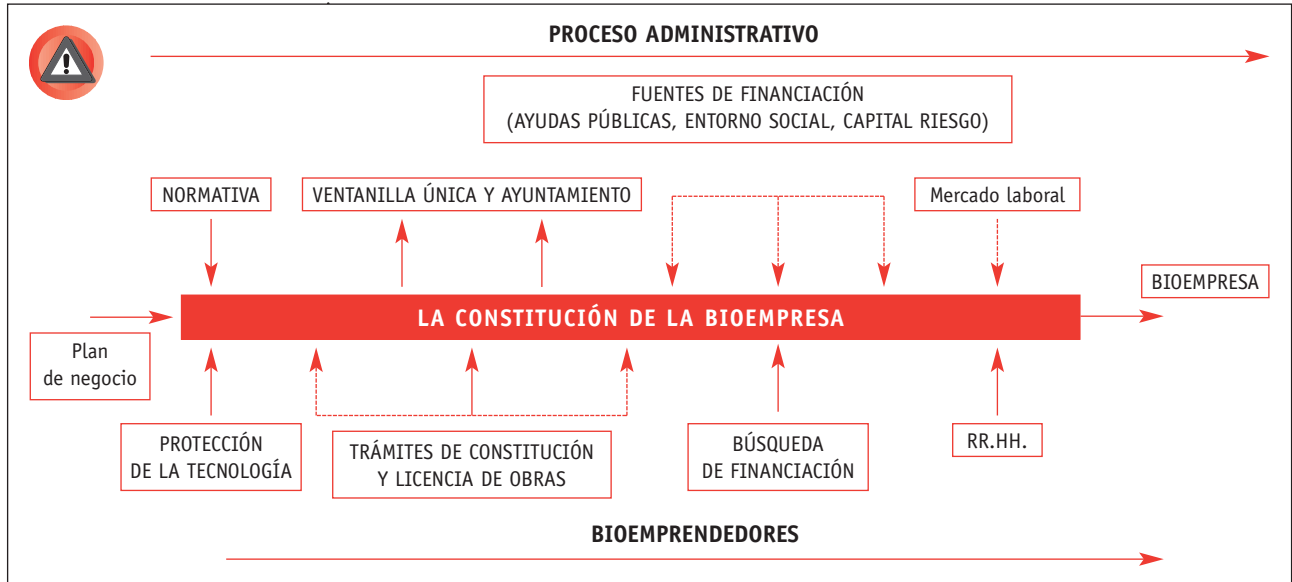 PROCESO ADMINISTRATIVO
FUENTES DE FINANCIACIÓN
(AYUDAS PÚBLICAS, ENTORNO SOCIAL, CAPITAL RIESGO)
NORMATIVA
VENTANILLA ÚNICA Y AYUNTAMIENTO
Mercado laboral
BIOEMPRESA
LA CONSTITUCIÓN DE LA BIOEMPRESA
Plan
de negocio
PROTECCIÓN
DE LA TECNOLOGÍA
TRÁMITES DE CONSTITUCIÓN
Y LICENCIA DE OBRAS
BÚSQUEDA
DE FINANCIACIÓN
RR.HH.
BIOEMPRENDEDORES